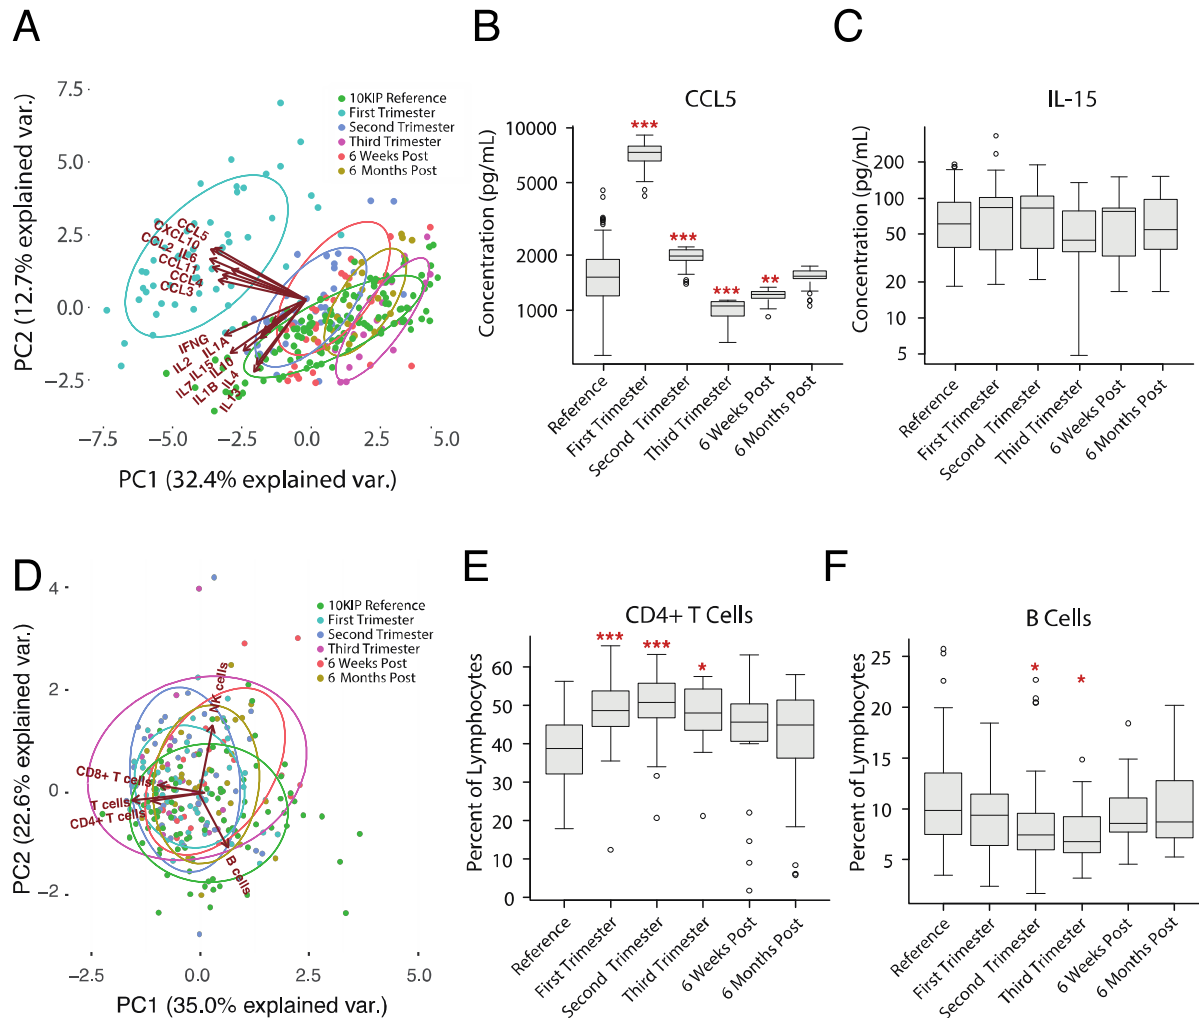 A
PC2 (12.7% explained var.)
7.5
5.0
2.5
0.0
−2.5
−7.5
−5.0
−2.5
0.0
2.5
5.0
PC1 (32.4% explained var.)
10KIP Reference
First Trimester
Second Trimester
Third Trimester
6 Weeks Post
6 Months Post
CCL5
CXCL10
CCL2 IL6
CCL11
CCL4
CCL3
IFNG
IL1A
IL2
IL15
IL10
IL7
IL4
IL1B
IL13
B
CCL5
Concentration (pg/mL)
10000
5000
2000
1000
***
***
***
**
Reference
First Trimester
Second Trimester
Third Trimester
6 Weeks Post
6 Months Post
C
IL-15
Concentration (pg/mL)
200
100
50
20
10
5
Reference
First Trimester
Second Trimester
Third Trimester
6 Weeks Post
6 Months Post
D
PC2 (22.6% explained var.)
4
2
0
−2
−2.5
0.0
2.5
5.0
PC1 (35.0% explained var.)
10KIP Reference
First Trimester
Second Trimester
Third Trimester
6 Weeks Post
6 Months Post
NK cells
CD8+ T cells
T cells
CD4+ T cells
B cells
E
CD4+ T Cells
Percent of Lymphocytes
60
50
40
30
20
10
0
***
***
*
Reference
First Trimester
Second Trimester
Third Trimester
6 Weeks Post
6 Months Post
F
B Cells
Percent of Lymphocytes
25
20
15
10
5
*
*
Reference
First Trimester
Second Trimester
Third Trimester
6 Weeks Post
6 Months Post